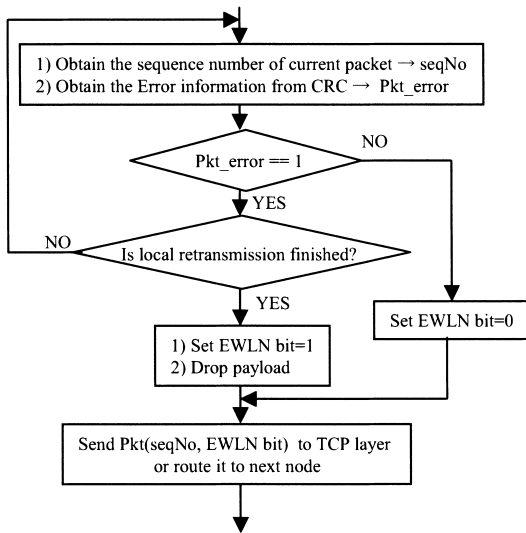 1) Obtain the sequence number of current packet → seqNo
2) Obtain the Error information from CRC → Pkt_error
NO
Pkt_error == 1
YES
NO
Is local retransmission finished?
YES
Set EWLN bit=0
1) Set EWLN bit=1
2) Drop payload
Send Pkt(seqNo, EWLN bit) to TCP layer
or route it to next node